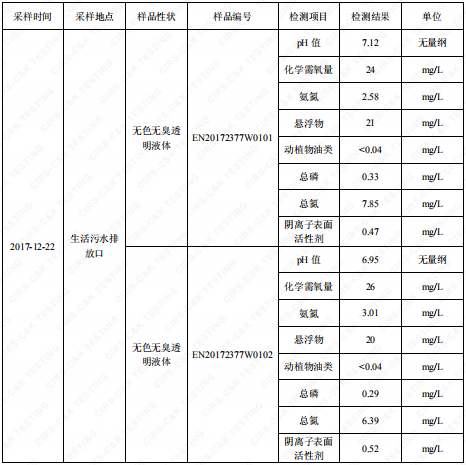 采样时间 采样地点 样品性状 样品编号 检测项目 检测结果 单位
2017-12-22 生活污水排放口 无色无臭透明液体 EN20172377W0101 pH 值 7.12 无量纲
化学需氧量 24 mg/L
氨氮 2.58 mg/L
悬浮物 21 mg/L
动植物油类 <0.04 mg/L
总磷 0.33 mg/L
总氮 7.85 mg/L
阴离子表面活性剂 0.47 mg/L
无色无臭透明液体 EN20172377W0102 pH 值 6.95 无量纲
化学需氧量 26 mg/L
氨氮 3.01 mg/L
悬浮物 20 mg/L
动植物油类 <0.04 mg/L
总磷 0.29 mg/L
总氮 6.39 mg/L
阴离子表面活性剂 0.52 mg/L